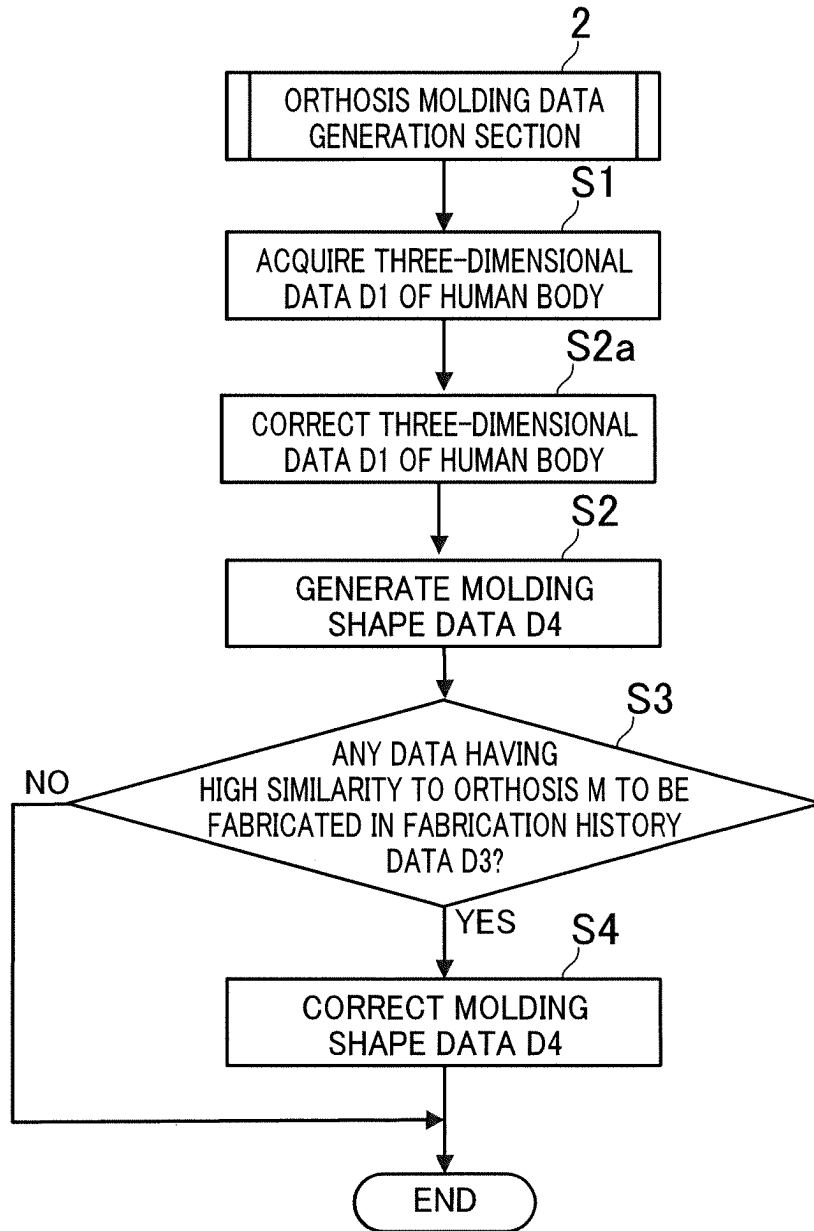 2
ORTHOSIS MOLDING DATA
GENERATION SECTION
S1
ACQUIRE THREE-DIMENSIONAL
DATA D1 OF HUMAN BODY
S2a
CORRECT THREE-DIMENSIONAL
DATA D1 OF HUMAN BODY
S2
GENERATE MOLDING
SHAPE DATA D4
S3
ANY DATA HAVING
HIGH SIMILARITY TO ORTHOSIS M TO BE
FABRICATED IN FABRICATION HISTORY
DATA D3?
NO
YES
S4
CORRECT MOLDING
SHAPE DATA D4
END